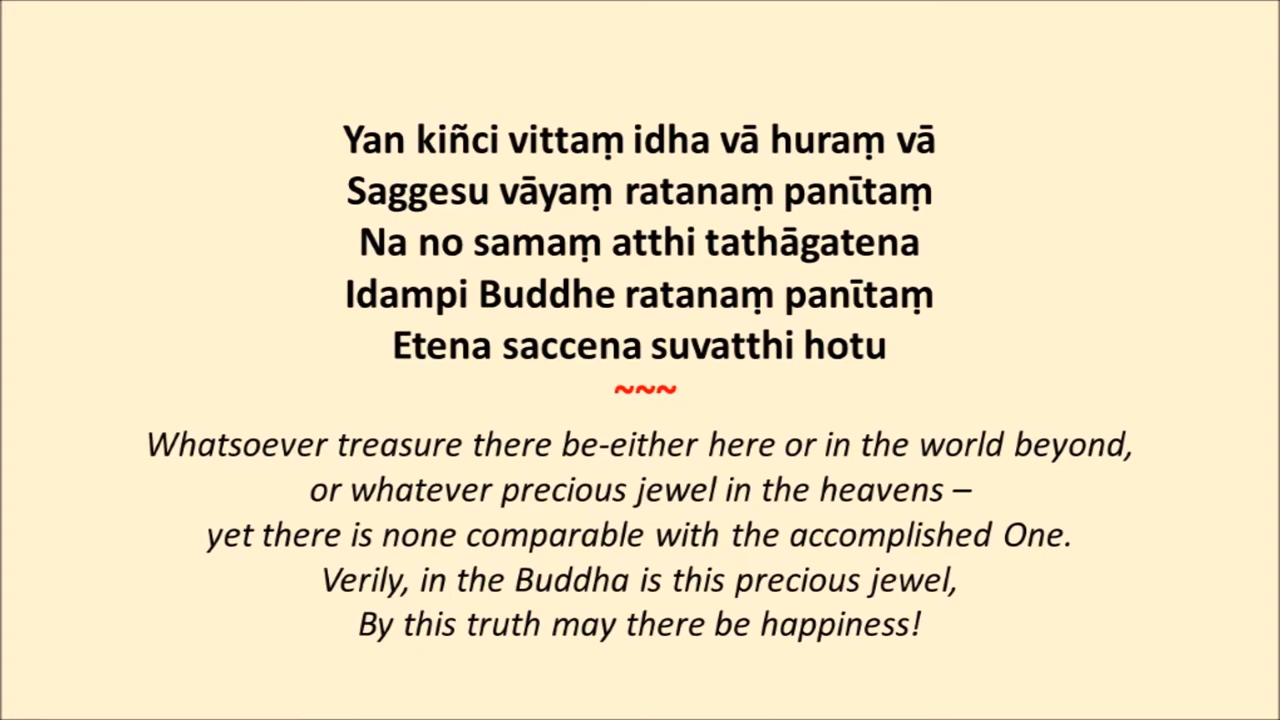 Yan kiñci vittaṃ idha vā huraṃ vā
Saggesu vāyaṃ ratanaṃ panītaṃ
Na no samaṃ atthi tathāgatena
Idampi Buddhe ratanaṃ panītaṃ
Etena saccena suvatthi hotu
~~~
Whatsoever treasure there be-either here or in the world beyond,
or whatever precious jewel in the heavens –
yet there is none comparable with the accomplished One.
Verily, in the Buddha is this precious jewel,
By this truth may there be happiness!